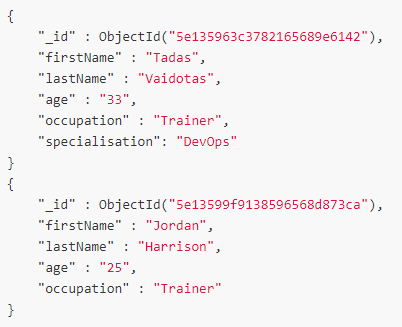 {
    "_id" : ObjectId("5e135963c3782165689e6142"),
    "firstName" : "Tadas",
    "lastName" : "Vaidotas",
    "age" : "33",
    "occupation" : "Trainer",
    "specialisation": "DevOps"
}
{
    "_id" : ObjectId("5e13599f9138596568d873ca"),
    "firstName" : "Jordan",
    "lastName" : "Harrison",
    "age" : "25",
    "occupation" : "Trainer"
}